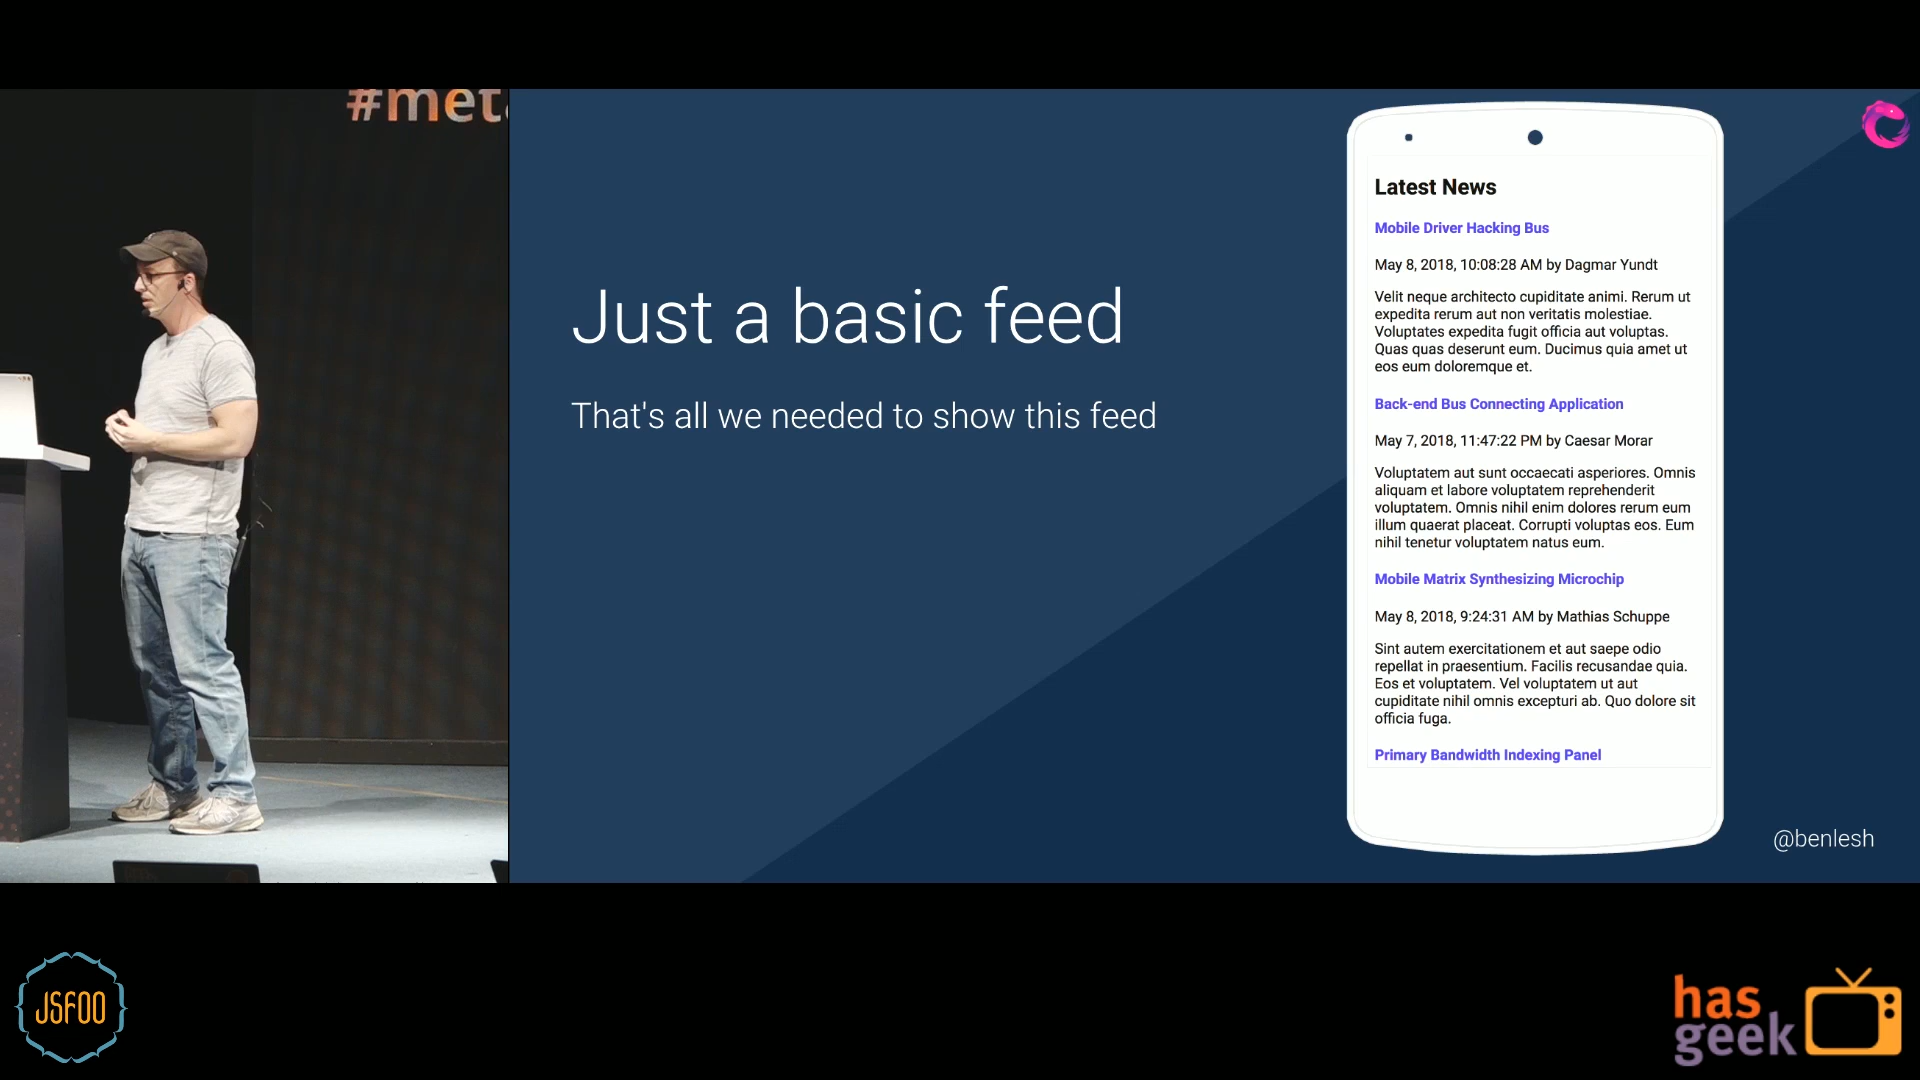 #meta
Just a basic feed
That's all we needed to show this feed
Latest News
Mobile Driver Hacking Bus
May 8, 2018, 10:08:28 AM by Dagmar Yundt
Velit neque architecto cupiditate animi. Rerum ut
expedita rerum aut non veritatis molestiae.
Voluptates expedita fugit officia aut voluptas.
Quas quas deserunt eum. Ducimus quia amet ut
eos eum doloremque et.
Back-end Bus Connecting Application
May 7, 2018, 11:47:22 PM by Caesar Morar
Voluptatem aut sunt occaecati asperiores. Omnis
aliquam et labore voluptatem reprehenderit
voluptatem. Omnis nihil enim dolores rerum eum
illum quaerat placeat. Corrupti voluptas eos. Eum
nihil tenetur voluptatem natus eum.
Mobile Matrix Synthesizing Microchip
May 8, 2018, 9:24:31 AM by Mathias Schuppe
Sint autem exercitationem et aut saepe odio
repellat in praesentium. Facilis recusandae quia.
Eos et voluptatem. Vel voluptatem ut aut
cupiditate nihil omnis excepturi ab. Quo dolore sit
officia fuga.
Primary Bandwidth Indexing Panel
@benlesh
JSFOO
has
geek